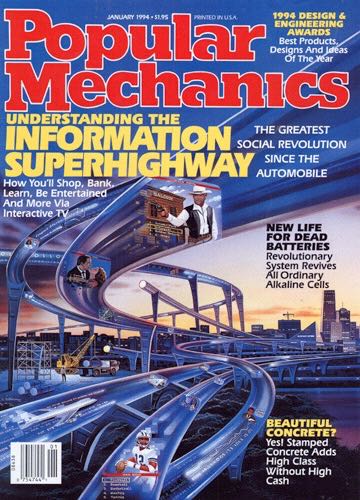 JANUARY 1994 • $1.95 PRINTED IN U.S.A.
Popular
Mechanics
1994 DESIGN &
ENGINEERING
AWARDS
Best Products,
Designs And Ideas
Of The Year
UNDERSTANDING THE
INFORMATION
SUPERHIGHWAY
How You'll Shop, Bank,
Learn, Be Entertained
And More Via
Interactive TV
THE GREATEST
SOCIAL REVOLUTION
SINCE THE
AUTOMOBILE
SALOON
NEW LIFE
FOR DEAD
BATTERIES
Revolutionary
System Revives
All Ordinary
Alkaline Cells
BEAUTIFUL
CONCRETE?
Yes! Stamped
Concrete Adds
High Class
Without High
Cash
01